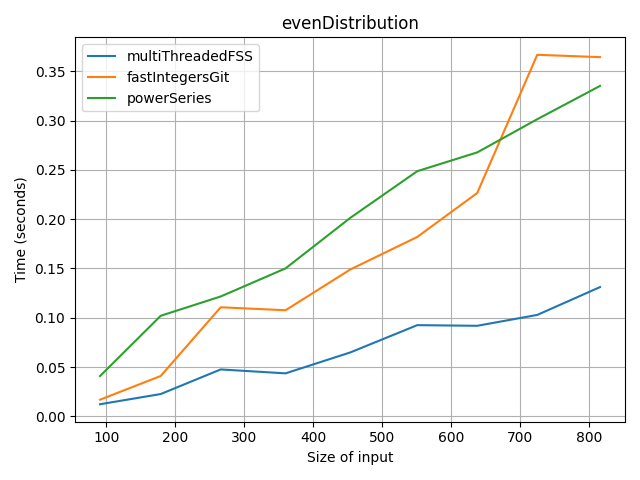 evenDistribution
multiThreadedFSS
fastIntegersGit
powerSeries
Time (seconds)
0.35
0.30
0.25
0.20
0.15
0.10
0.05
0.00
100 200 300 400 500 600 700 800
Size of input